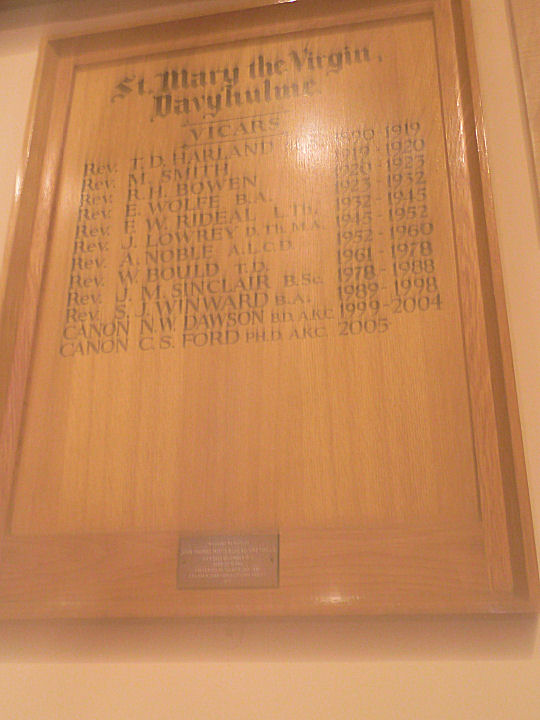 St. Mary the Virgin,
Davyhulme.
VICARS
Rev. T. D. HARLAND 1890-1919
Rev. M. SMITH 1919-1920
Rev. R. H. BOWEN 1920-1923
Rev. E. WOLFE B.A. 1923-1932
Rev. E. W. RIDEAL L.Th. 1932-1945
Rev. J. LOWREY D.Th. M.A. 1945-1952
Rev. A. NOBLE A.L.C.D. 1952-1960
Rev. W. BOULD T.D. 1961-1978
Rev. J. M. SINCLAIR B.Sc. 1978-1988
Rev. S. J. WINWARD B.A. 1989-1998
CANON N.W. DAWSON B.D. A.K.C. 1999-2004
CANON C. S. FORD PH.D. A.K.C. 2005